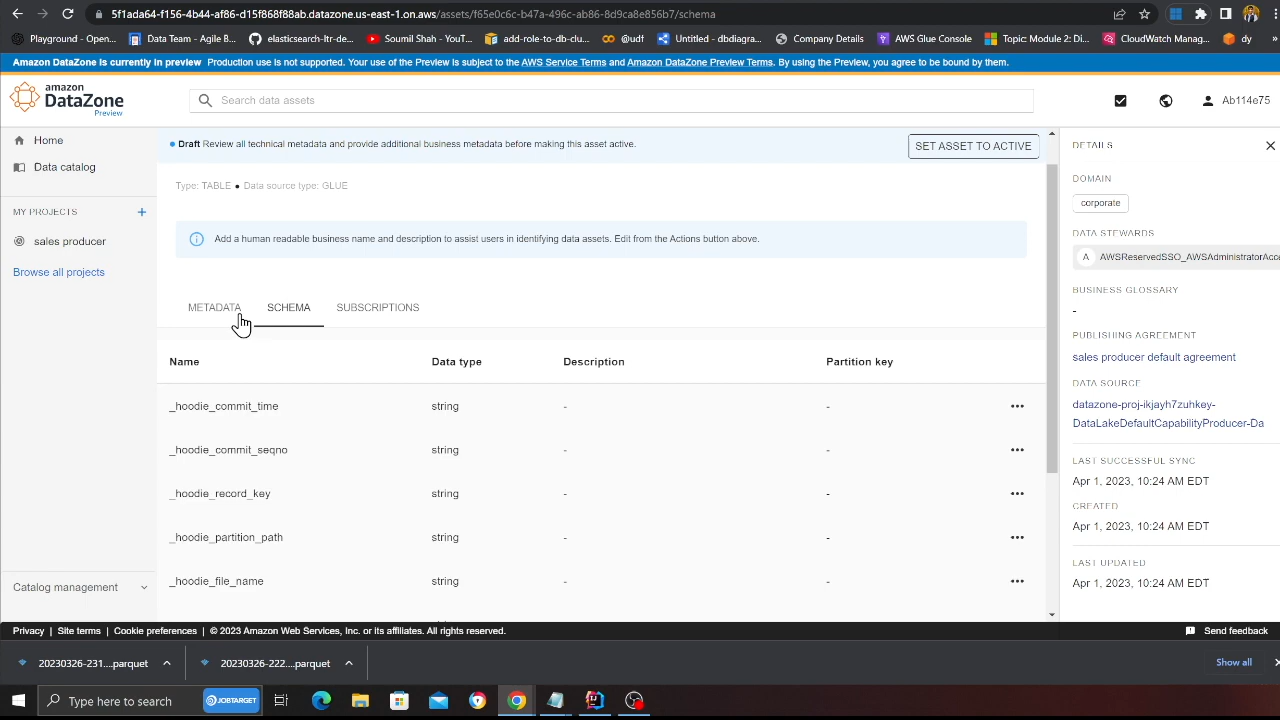 5f1ada64-f156-4b44-af86-d15f868f88ab.datazone.us-east-1.on.aws/assets/f65e0c6c-b47a-496c-ab86-8d9ca8e856b7/schema
Playground - Open...
Data Team - Agile B...
elasticsearch-ltr-de...
Soumil Shah - YouT...
add-role-to-db-clu...
@udf
Untitled - dbdiagra...
Company Details
AWS Glue Console
Topic: Module 2: Di...
CloudWatch Manag...
dy
Amazon DataZone is currently in preview Production use is not supported. Your use of the Preview is subject to the AWS Service Terms and Amazon DataZone Preview Terms. By using the Preview, you agree to be bound by them.
amazon
DataZone
Preview
Search data assets
Ab114e75
Home
Data catalog
MY PROJECTS
sales producer
Browse all projects
Catalog management
Draft Review all technical metadata and provide additional business metadata before making this asset active.
SET ASSET TO ACTIVE
Type: TABLE • Data source type: GLUE
Add a human readable business name and description to assist users in identifying data assets. Edit from the Actions button above.
METADATA SCHEMA SUBSCRIPTIONS
Name Data type Description Partition key
_hoodie_commit_time string - -
_hoodie_commit_seqno string - -
_hoodie_record_key string - -
_hoodie_partition_path string - -
_hoodie_file_name string - -
DETAILS
DOMAIN
corporate
DATA STEWARDS
A AWSReservedSSO_AWSAdministratorAcce
BUSINESS GLOSSARY
-
PUBLISHING AGREEMENT
sales producer default agreement
DATA SOURCE
datazone-proj-ikjayh7zuhkey-
DataLakeDefaultCapabilityProducer-Da
LAST SUCCESSFUL SYNC
Apr 1, 2023, 10:24 AM EDT
CREATED
Apr 1, 2023, 10:24 AM EDT
LAST UPDATED
Apr 1, 2023, 10:24 AM EDT
Privacy | Site terms | Cookie preferences | © 2023 Amazon Web Services, Inc. or its affiliates. All rights reserved.
Send feedback
20230326-231....parquet
20230326-222....parquet
Show all
Type here to search
JOBTARGET